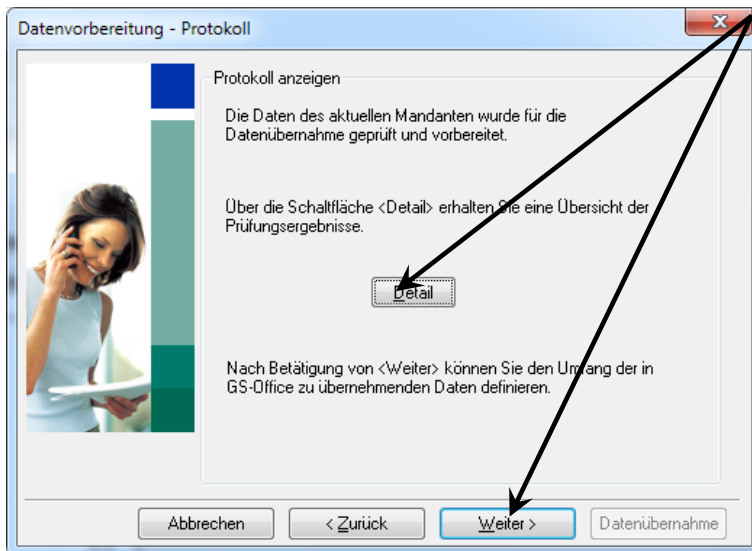 Datenvorbereitung - Protokoll
Protokoll anzeigen
Die Daten des aktuellen Mandanten wurde für die
Datenübernahme geprüft und vorbereitet.
Über die Schaltfläche <Detail> erhalten Sie eine Übersicht der
Prüfungsergebnisse.
Detail
Nach Betätigung von <Weiter> können Sie den Umfang der in
GS-Office zu übernehmenden Daten definieren.
Abbrechen
< Zurück
Weiter >
Datenübernahme